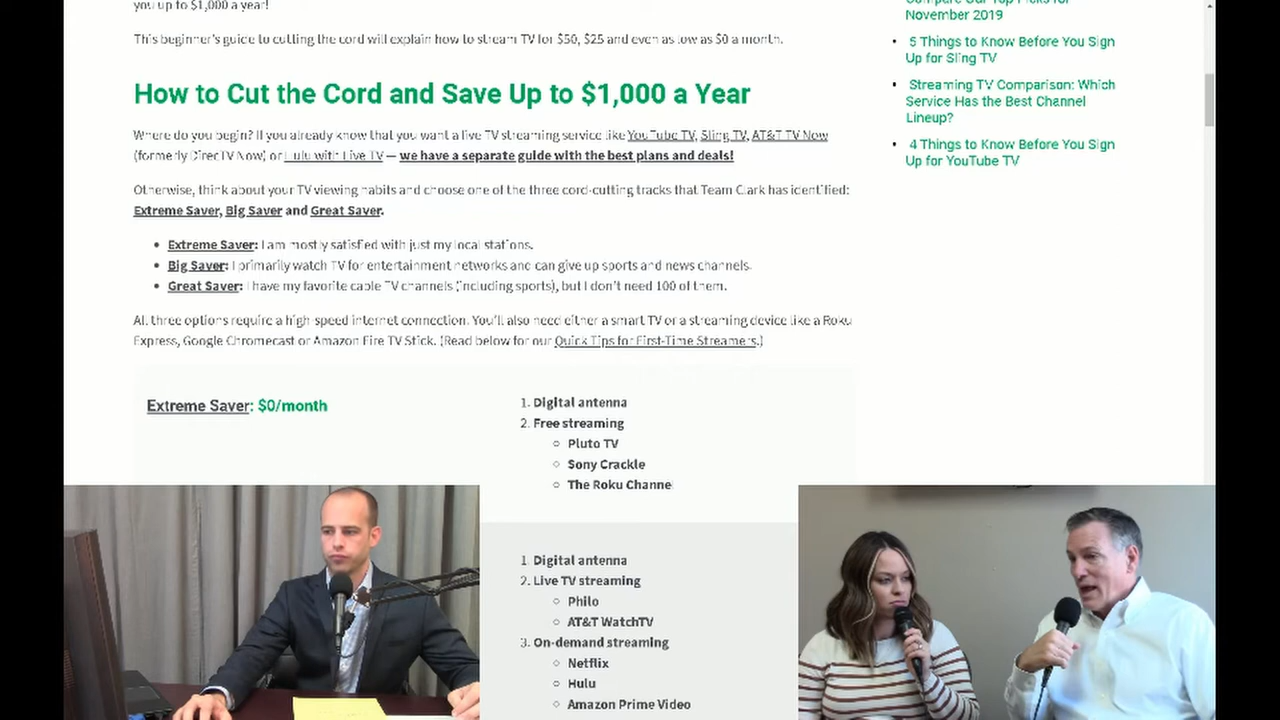 you up to $1,000 a year!
This beginner's guide to cutting the cord will explain how to stream TV for $50, $25 and even as low as $0 a month.
How to Cut the Cord and Save Up to $1,000 a Year
Where do you begin? If you already know that you want a live TV streaming service like YouTube TV, Sling TV, AT&T TV Now
(formerly DirecTV Now) or Hulu with Live TV — we have a separate guide with the best plans and deals!
Otherwise, think about your TV viewing habits and choose one of the three cord-cutting tracks that Team Clark has identified:
Extreme Saver, Big Saver and Great Saver.
• Extreme Saver: I am mostly satisfied with just my local stations.
• Big Saver: I primarily watch TV for entertainment networks and can give up sports and news channels.
• Great Saver: I have my favorite cable TV channels (including sports), but I don't need 100 of them.
All three options require a high-speed internet connection. You'll also need either a smart TV or a streaming device like a Roku
Express, Google Chromecast or Amazon Fire TV Stick. (Read below for our Quick Tips for First-Time Streamers.)
Extreme Saver: $0/month
1. Digital antenna
2. Free streaming
○ Pluto TV
○ Sony Crackle
○ The Roku Channel
1. Digital antenna
2. Live TV streaming
○ Philo
○ AT&T WatchTV
3. On-demand streaming
○ Netflix
○ Hulu
○ Amazon Prime Video
Compare Our Top Picks for
November 2019
• 5 Things to Know Before You Sign
Up for Sling TV
• Streaming TV Comparison: Which
Service Has the Best Channel
Lineup?
• 4 Things to Know Before You Sign
Up for YouTube TV